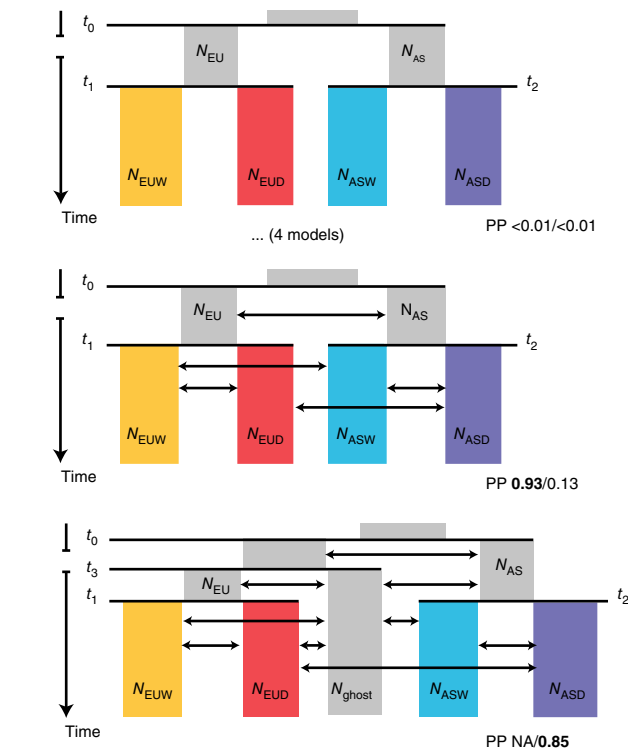 t0
NEU NAS
t1 t2
NEUW NEUD NASW NASD
Time
... (4 models)
PP <0.01/<0.01
t0
NEU NAS
t1 t2
NEUW NEUD NASW NASD
Time
PP 0.93/0.13
t0
t3
NEU NAS
t1 t2
NEUW NEUD Nghost NASW NASD
Time
PP NA/0.85